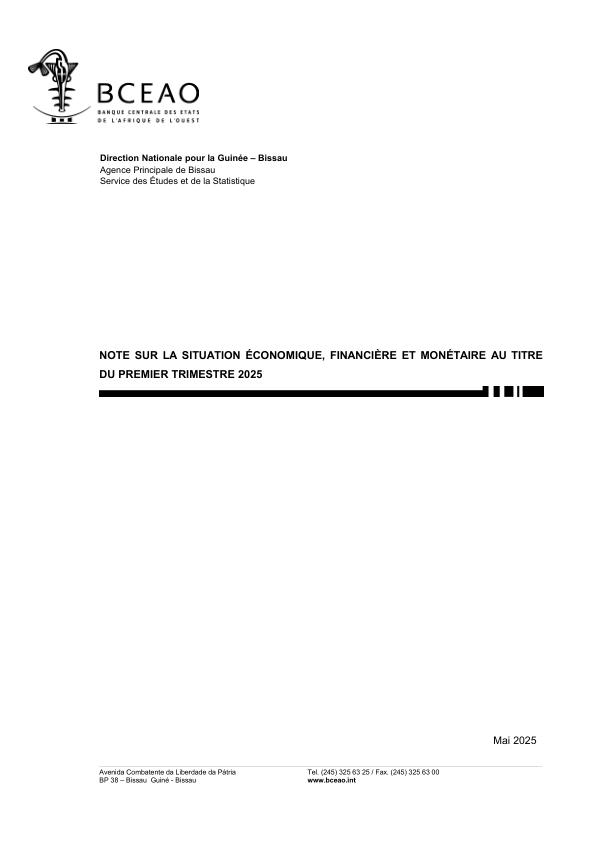 BCEAO
BANQUE CENTRALE DES ETATS
DE L'AFRIQUE DE L'OUEST
Direction Nationale pour la Guinée – Bissau
Agence Principale de Bissau
Service des Études et de la Statistique
NOTE SUR LA SITUATION ÉCONOMIQUE, FINANCIÈRE ET MONÉTAIRE AU TITRE
DU PREMIER TRIMESTRE 2025
Mai 2025
Avenida Combatente da Liberdade da Pátria
BP 38 – Bissau Guiné - Bissau
Tel. (245) 325 63 25 / Fax. (245) 325 63 00
www.bceao.int